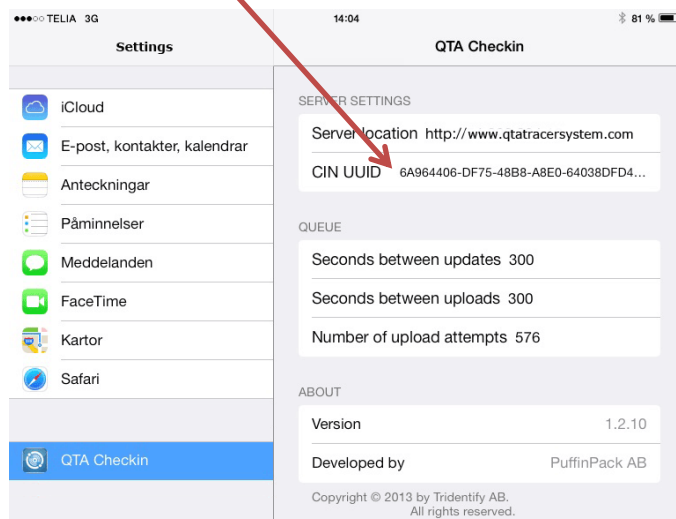 TELIA 3G 14:04 81 %
Settings
QTA Checkin
iCloud
E-post, kontakter, kalendrar
Anteckningar
Påminnelser
Meddelanden
FaceTime
Kartor
Safari
QTA Checkin
SERVER SETTINGS
Server location http://www.qtatracersystem.com
CIN UUID 6A964406-DF75-48B8-A8E0-64038DFD4...
QUEUE
Seconds between updates 300
Seconds between uploads 300
Number of upload attempts 576
ABOUT
Version 1.2.10
Developed by PuffinPack AB
Copyright © 2013 by Tridentify AB.
All rights reserved.